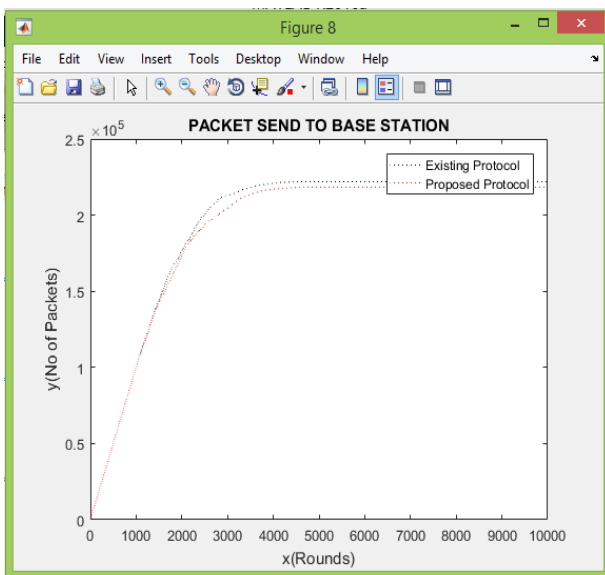 Figure 8
File Edit View Insert Tools Desktop Window Help
PACKET SEND TO BASE STATION
×10^5
2.5
2
1.5
1
0.5
0
y(No of Packets)
Existing Protocol
Proposed Protocol
0 1000 2000 3000 4000 5000 6000 7000 8000 9000 10000
x(Rounds)